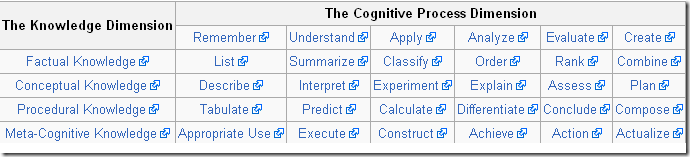 The Knowledge Dimension The Cognitive Process Dimension
Remember Understand Apply Analyze Evaluate Create
Factual Knowledge List Summarize Classify Order Rank Combine
Conceptual Knowledge Describe Interpret Experiment Explain Assess Plan
Procedural Knowledge Tabulate Predict Calculate Differentiate Conclude Compose
Meta-Cognitive Knowledge Appropriate Use Execute Construct Achieve Action Actualize